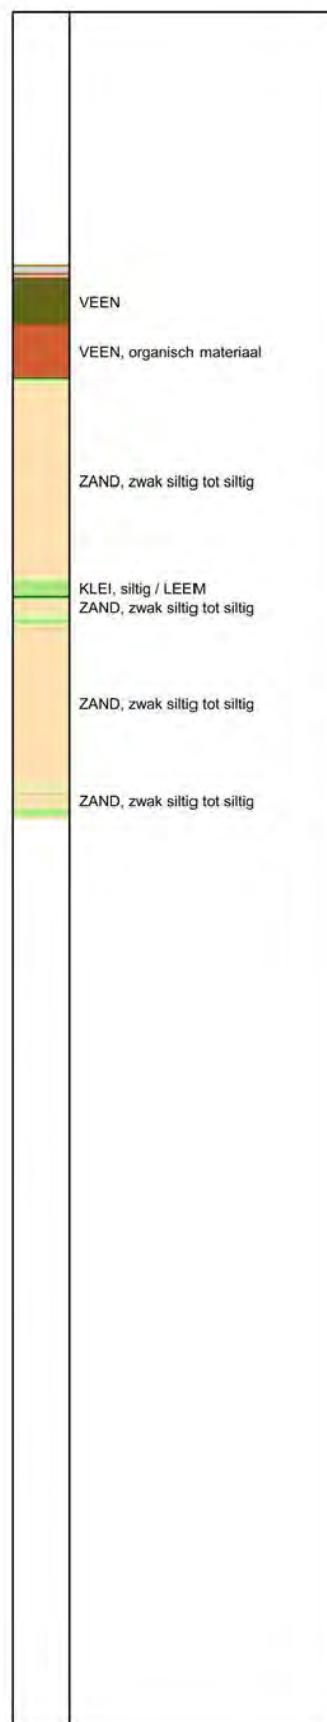 VEEN
VEEN, organisch materiaal
ZAND, zwak siltig tot siltig
KLEI, siltig / LEEM
ZAND, zwak siltig tot siltig
ZAND, zwak siltig tot siltig
ZAND, zwak siltig tot siltig